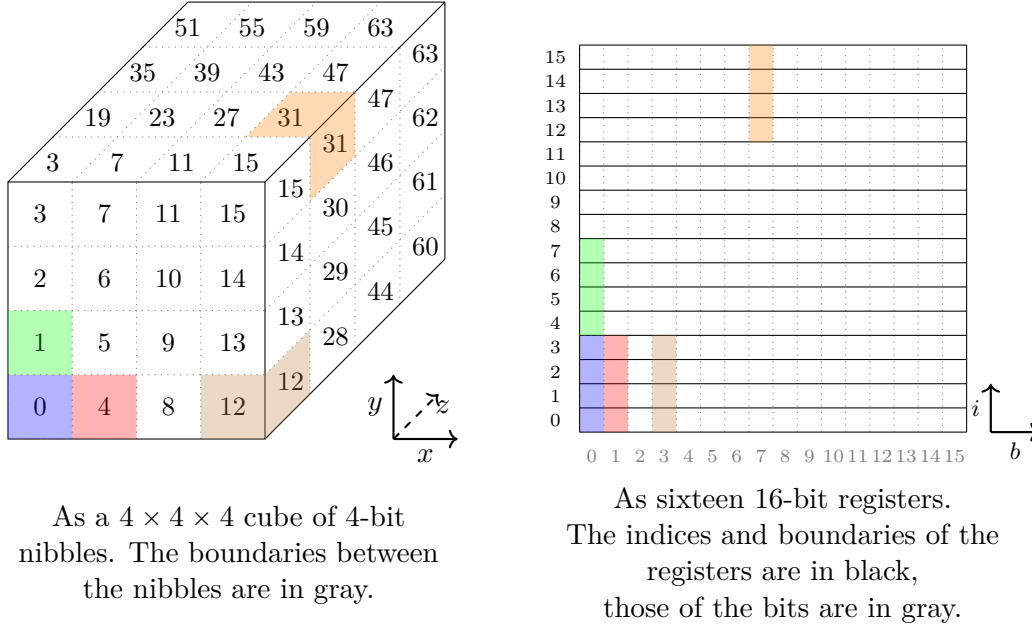 51 55 59 63
35 39 43 47
19 23 27 31
3 7 11 15
63
47
31 62
15 46
3 7 11 15 61
30
2 6 10 14 14 45 60
29
1 5 9 13 13 44
28
0 4 8 12 12
y z
x
As a 4 × 4 × 4 cube of 4-bit
nibbles. The boundaries between
the nibbles are in gray.
15
14
13
12
11
10
9
8
7
6
5
4
3
2
1
0
0 1 2 3 4 5 6 7 8 9 10 11 12 13 14 15
i
b
As sixteen 16-bit registers.
The indices and boundaries of the
registers are in black,
those of the bits are in gray.